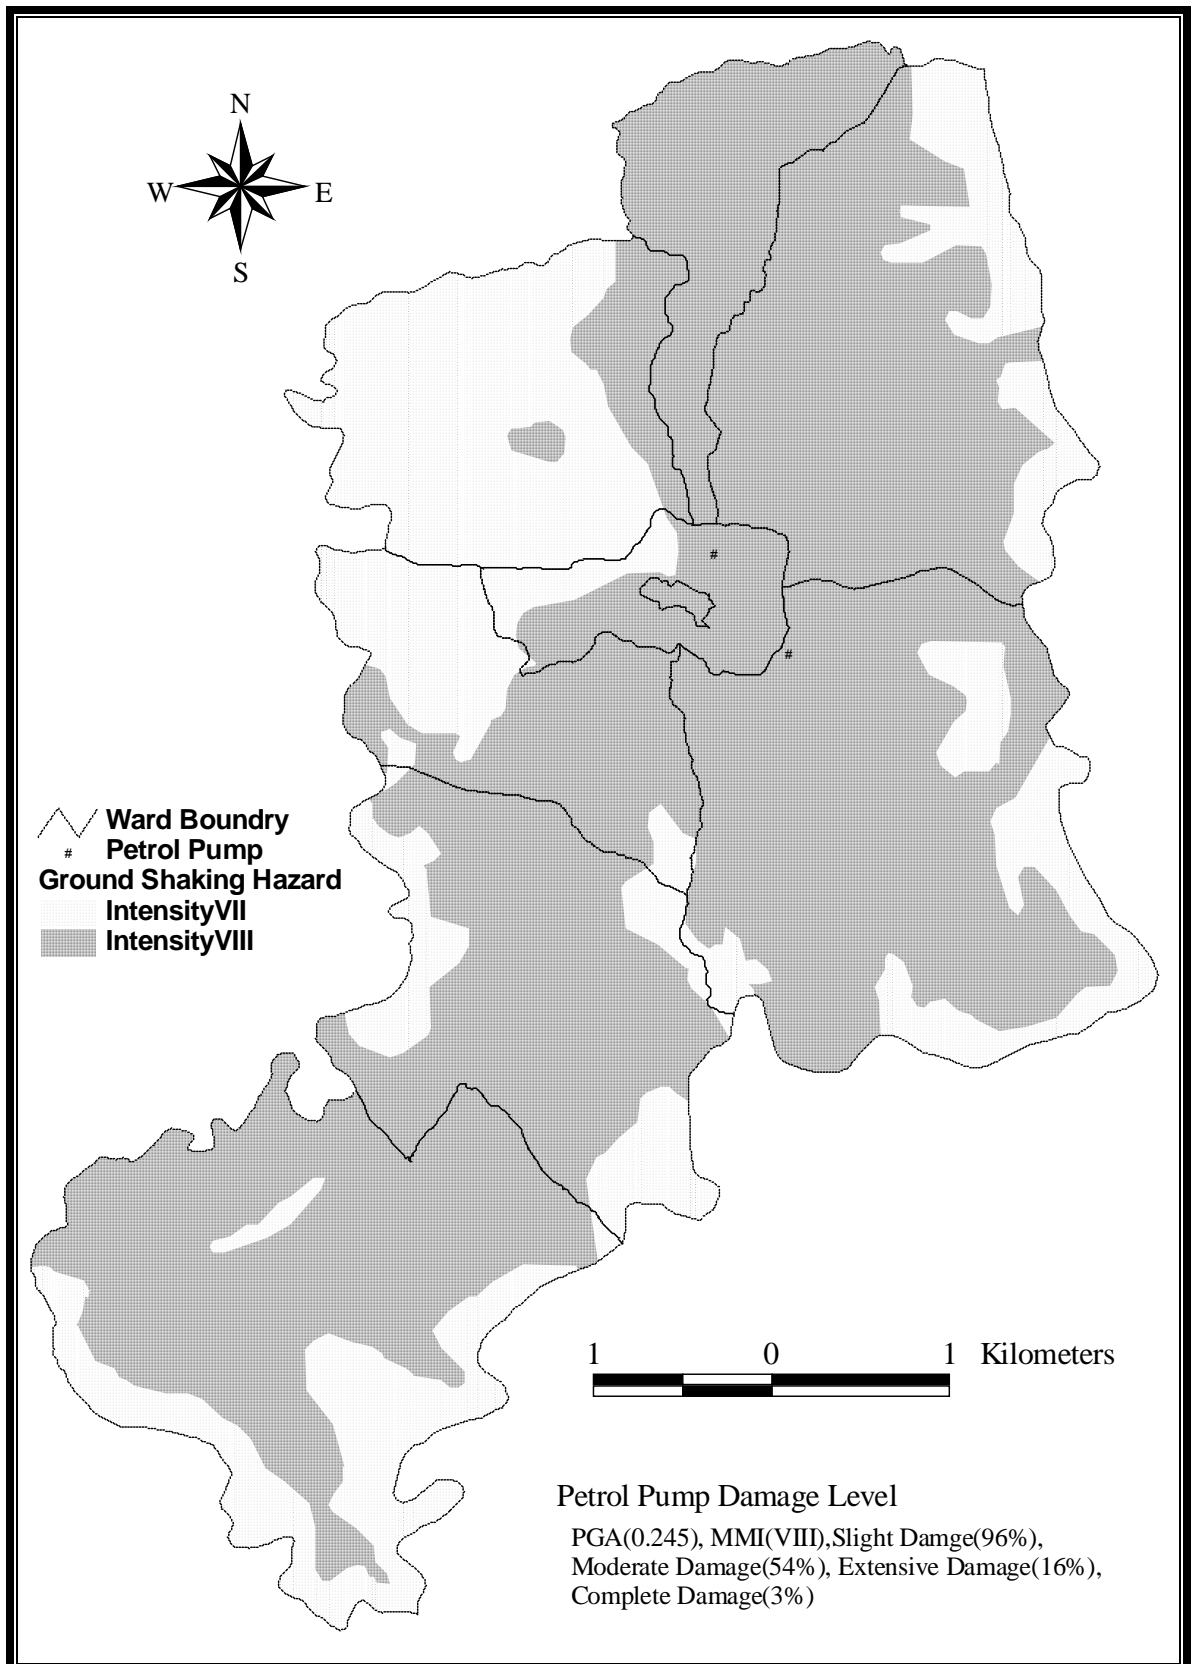 N
W E
S
Ward Boundry
# Petrol Pump
Ground Shaking Hazard
IntensityVII
IntensityVIII
#
#
1 0 1 Kilometers
Petrol Pump Damage Level
PGA(0.245), MMI(VIII),Slight Damge(96%),
Moderate Damage(54%), Extensive Damage(16%),
Complete Damage(3%)